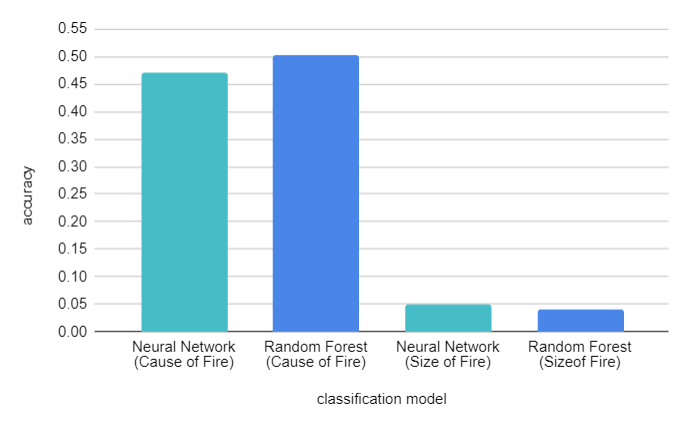 0.55
0.50
0.45
0.40
0.35
0.30
0.25
0.20
0.15
0.10
0.05
0.00
accuracy
Neural Network
(Cause of Fire)
Random Forest
(Cause of Fire)
Neural Network
(Size of Fire)
Random Forest
(Sizeof Fire)
classification model